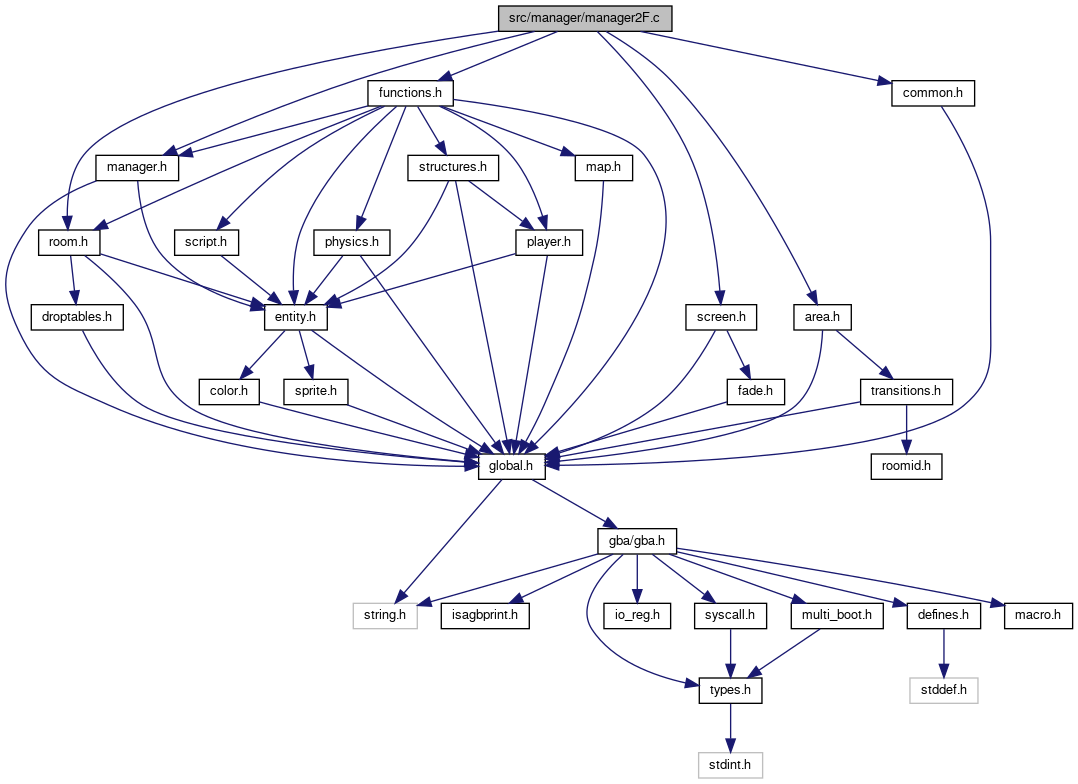 src/manager/manager2F.c
functions.h
common.h
manager.h
structures.h
map.h
room.h
script.h
physics.h
player.h
droptables.h
entity.h
screen.h
area.h
color.h
sprite.h
fade.h
transitions.h
global.h
roomid.h
gba/gba.h
string.h
isagbprint.h
io_reg.h
syscall.h
multi_boot.h
defines.h
macro.h
types.h
stddef.h
stdint.h